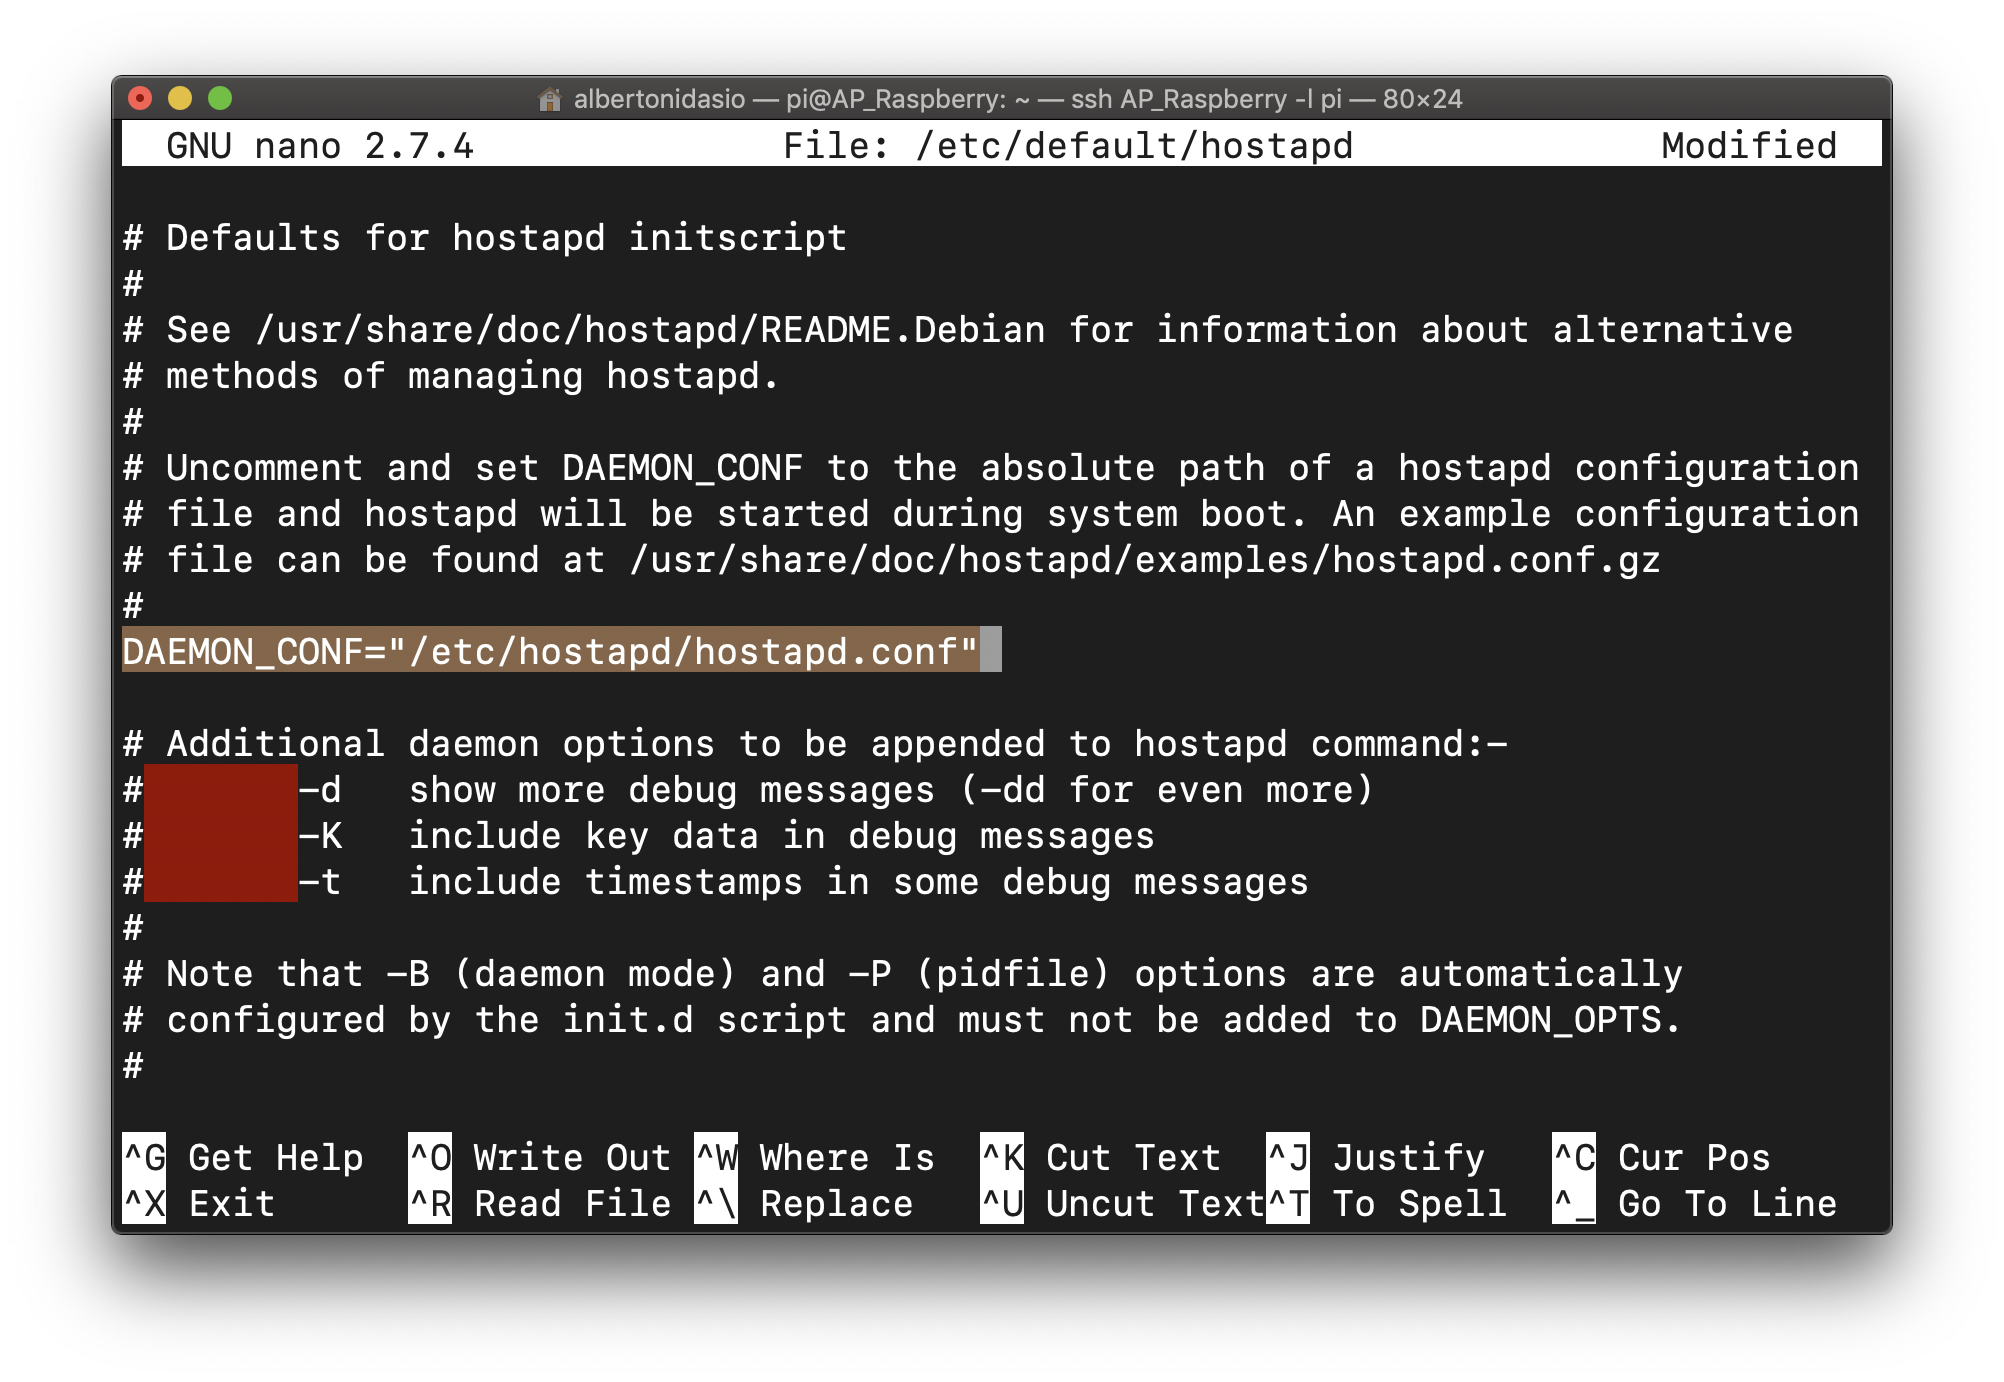 albertonidasio — pi@AP_Raspberry: ~ — ssh AP_Raspberry -l pi — 80×24
GNU nano 2.7.4 File: /etc/default/hostapd Modified
# Defaults for hostapd initscript
#
# See /usr/share/doc/hostapd/README.Debian for information about alternative
# methods of managing hostapd.
#
# Uncomment and set DAEMON_CONF to the absolute path of a hostapd configuration
# file and hostapd will be started during system boot. An example configuration
# file can be found at /usr/share/doc/hostapd/examples/hostapd.conf.gz
#
DAEMON_CONF="/etc/hostapd/hostapd.conf"
# Additional daemon options to be appended to hostapd command:-
# -d show more debug messages (-dd for even more)
# -K include key data in debug messages
# -t include timestamps in some debug messages
#
# Note that -B (daemon mode) and -P (pidfile) options are automatically
# configured by the init.d script and must not be added to DAEMON_OPTS.
#
^G Get Help ^O Write Out ^W Where Is ^K Cut Text ^J Justify ^C Cur Pos
^X Exit ^R Read File ^\ Replace ^U Uncut Text ^T To Spell ^_ Go To Line